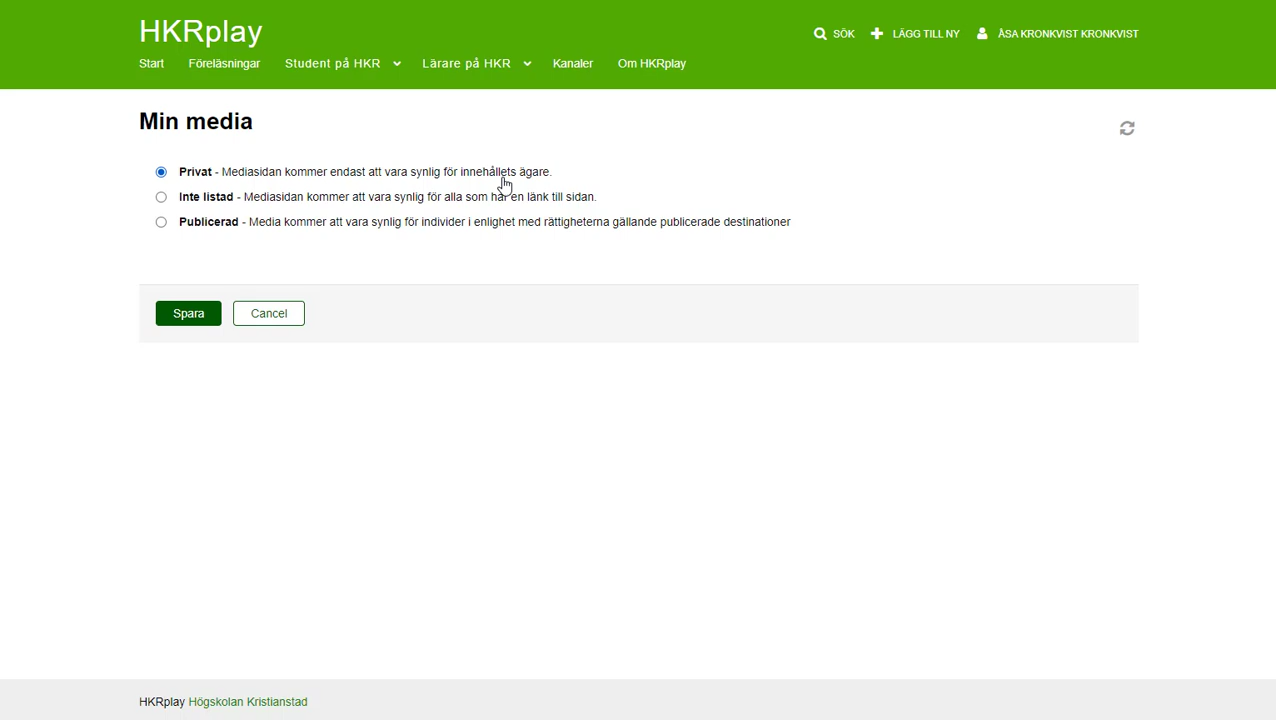 HKRplay
SÖK
LÄGG TILL NY
ÅSA KRONKVIST KRONKVIST
Start
Föreläsningar
Student på HKR
Lärare på HKR
Kanaler
Om HKRplay
Min media
Privat - Mediasidan kommer endast att vara synlig för innehållets ägare.
Inte listad - Mediasidan kommer att vara synlig för alla som har en länk till sidan.
Publicerad - Media kommer att vara synlig för individer i enlighet med rättigheterna gällande publicerade destinationer
Spara
Cancel
HKRplay Högskolan Kristianstad